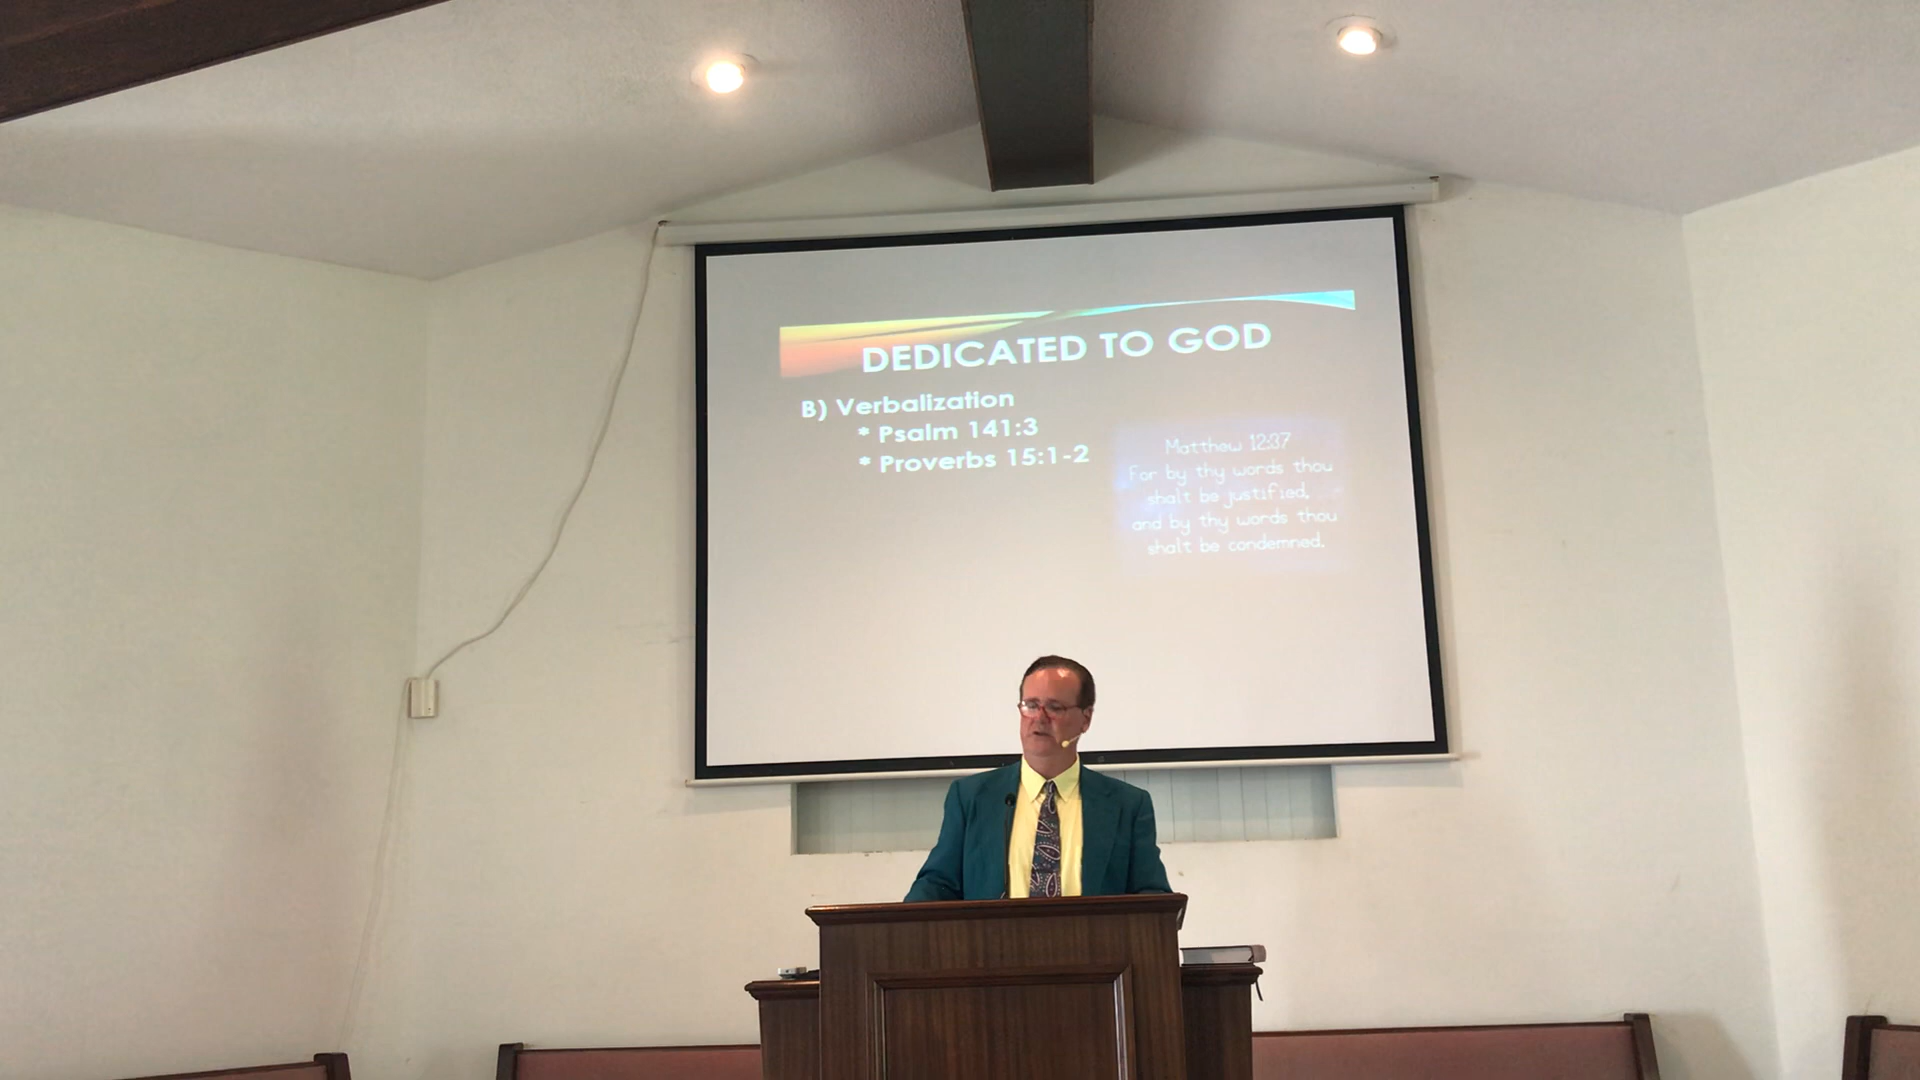 DEDICATED TO GOD
B) Verbalization
* Psalm 141:3
* Proverbs 15:1-2
Matthew 12:37
For by thy words thou
shalt be justified,
and by thy words thou
shalt be condemned.